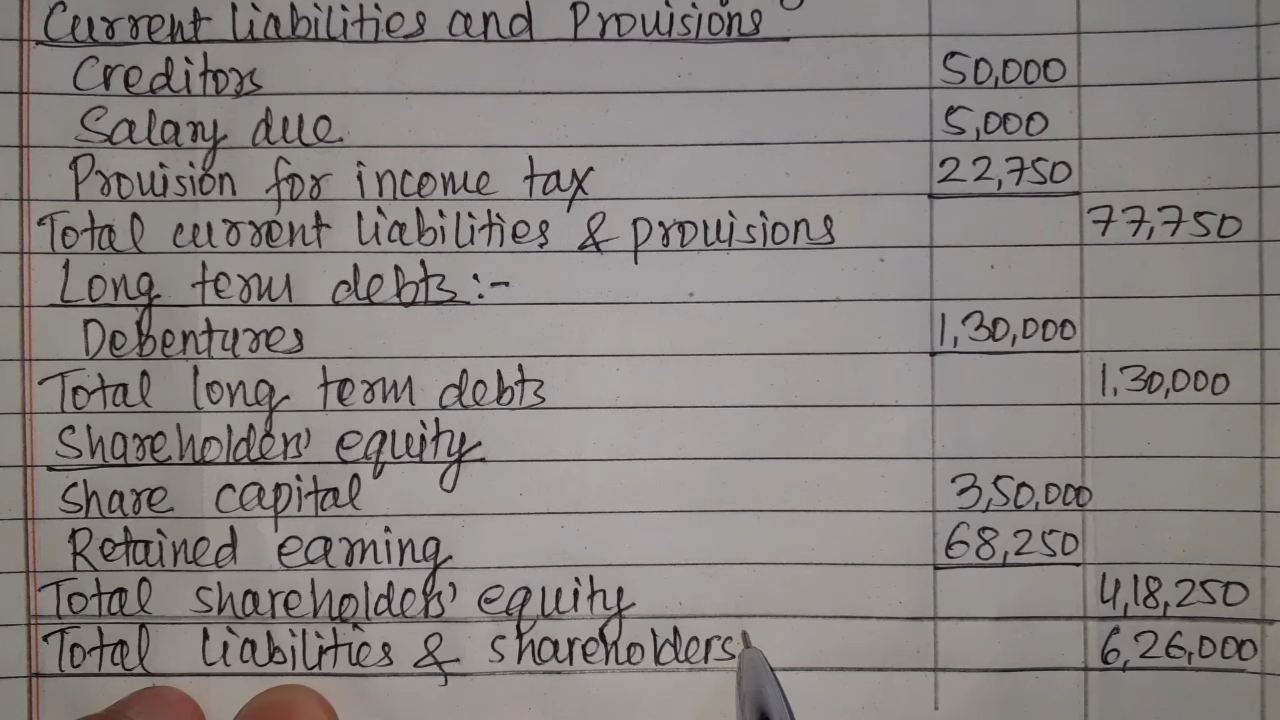 Current liabilities and Provisions
Creditors 50,000
Salary due 5,000
Provision for income tax 22,750
Total current liabilities & provisions 77,750
Long term debts:-
Debentures 1,30,000
Total long term debts 1,30,000
Shareholders' equity
Share capital 3,50,000
Retained earning 68,250
Total shareholders' equity 4,18,250
Total liabilities & shareholders' 6,26,000